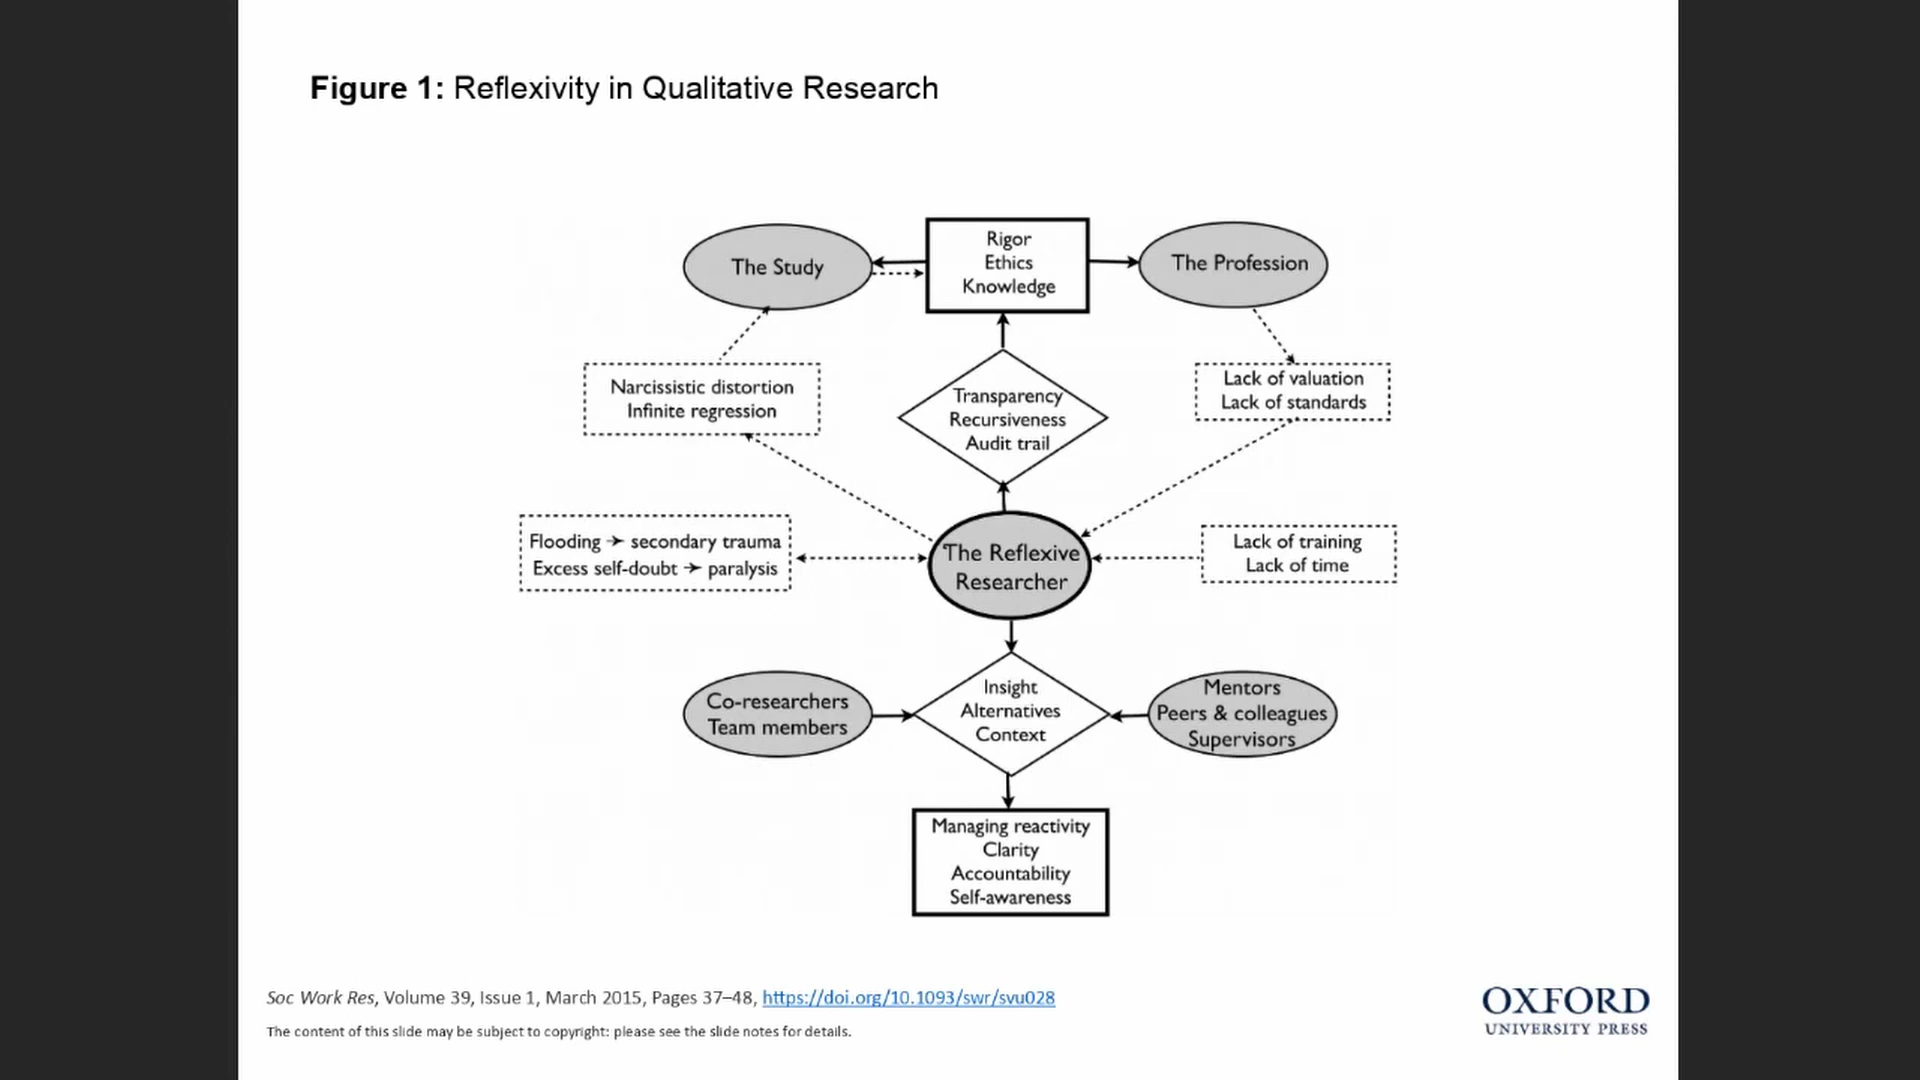 Figure 1: Reflexivity in Qualitative Research
The Study
Rigor
Ethics
Knowledge
The Profession
Narcissistic distortion
Infinite regression
Transparency
Recursiveness
Audit trail
Lack of valuation
Lack of standards
Flooding → secondary trauma
Excess self-doubt → paralysis
The Reflexive
Researcher
Lack of training
Lack of time
Co-researchers
Team members
Insight
Alternatives
Context
Mentors
Peers & colleagues
Supervisors
Managing reactivity
Clarity
Accountability
Self-awareness
Soc Work Res, Volume 39, Issue 1, March 2015, Pages 37–48, https://doi.org/10.1093/swr/svu028
The content of this slide may be subject to copyright: please see the slide notes for details.
OXFORD
UNIVERSITY PRESS